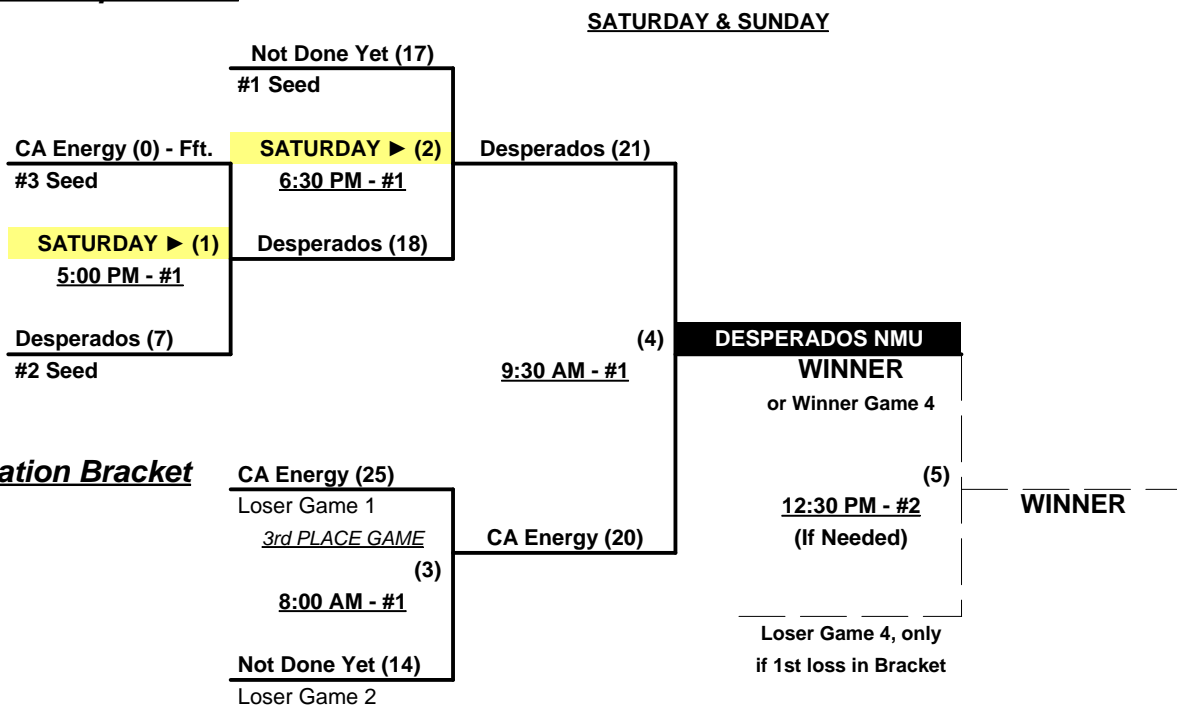 SATURDAY & SUNDAY
Not Done Yet (17)
#1 Seed
CA Energy (0) - Fft.
SATURDAY ► (2)
Desperados (21)
#3 Seed
6:30 PM - #1
SATURDAY ► (1)
Desperados (18)
5:00 PM - #1
Desperados (7)
(4)
DESPERADOS NMU
#2 Seed
9:30 AM - #1
WINNER
or Winner Game 4
ation Bracket
CA Energy (25)
(5)
Loser Game 1
12:30 PM - #2
WINNER
3rd PLACE GAME
CA Energy (20)
(If Needed)
(3)
8:00 AM - #1
Loser Game 4, only
Not Done Yet (14)
if 1st loss in Bracket
Loser Game 2